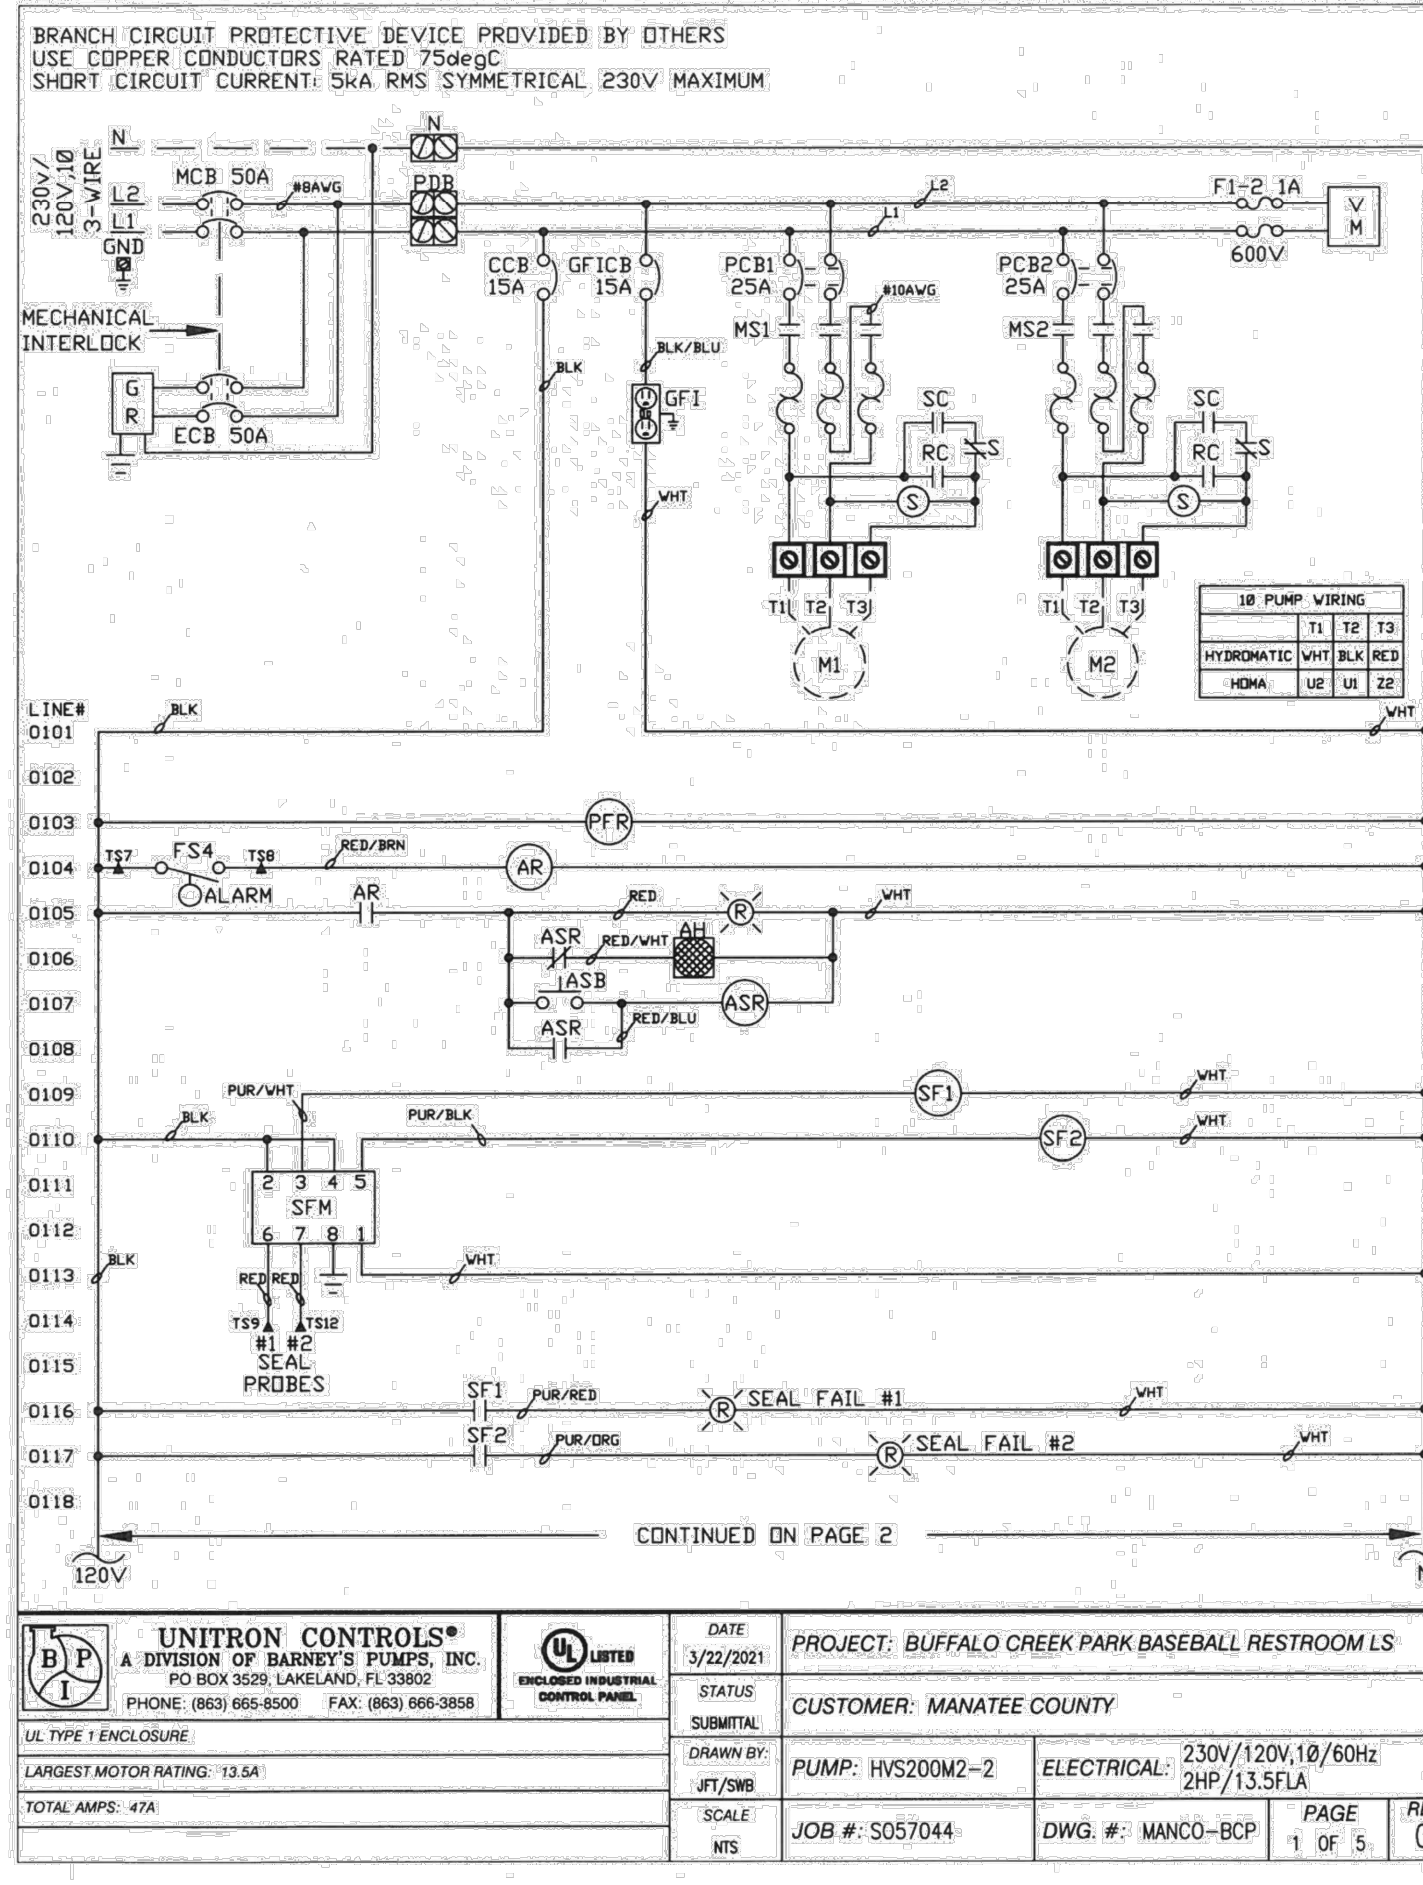 BRANCH CIRCUIT PROTECTIVE DEVICE PROVIDED BY OTHERS
USE COPPER CONDUCTORS RATED 75degC
SHORT CIRCUIT CURRENT: 5kA RMS SYMMETRICAL 230V MAXIMUM
230V/
120V,1Ø
3-WIRE
N
N
MCB 50A
#8AWG
PDB
L2
L1
GND
L2
L1
F1-2 1A
600V
V
M
CCB
15A
GFICB
15A
PCB1
25A
PCB2
25A
#10AWG
MECHANICAL
INTERLOCK
MS1
MS2
BLK
BLK/BLU
G
R
ECB 50A
GFI
SC
RC
S
S
SC
RC
S
S
WHT
T1
T2
T3
T1
T2
T3
M1
M2
1Ø PUMP WIRING
T1 T2 T3
HYDROMATIC WHT BLK RED
HOMA U2 U1 Z2
LINE#
0101
BLK
WHT
0102
0103
PFR
0104
TS7
FS4
TS8
RED/BRN
AR
ALARM
0105
AR
RED
R
WHT
0106
ASR
RED/WHT
AH
0107
ASB
ASR
0108
ASR
RED/BLU
0109
PUR/WHT
SF1
WHT
0110
BLK
PUR/BLK
SF2
WHT
0111
2 3 4 5
SFM
0112
6 7 8 1
0113
BLK
RED
RED
WHT
0114
TS9
TS12
#1 #2
SEAL
PROBES
0115
0116
SF1
PUR/RED
R
SEAL FAIL #1
WHT
0117
SF2
PUR/ORG
R
SEAL FAIL #2
WHT
0118
CONTINUED ON PAGE 2
120V
BPI
UNITRON CONTROLS®
A DIVISION OF BARNEY'S PUMPS, INC.
PO BOX 3529, LAKELAND, FL 33802
PHONE: (863) 665-8500 FAX: (863) 666-3858
UL LISTED
ENCLOSED INDUSTRIAL
CONTROL PANEL
UL TYPE 1 ENCLOSURE
LARGEST MOTOR RATING: 13.5A
TOTAL AMPS: 47A
DATE
3/22/2021
STATUS
SUBMITTAL
DRAWN BY:
JFT/SWB
SCALE
NTS
PROJECT: BUFFALO CREEK PARK BASEBALL RESTROOM LS
CUSTOMER: MANATEE COUNTY
PUMP: HVS200M2-2
ELECTRICAL: 230V/120V,1Ø/60Hz
2HP/13.5FLA
JOB #: SO57044
DWG. #: MANCO-BCP
PAGE
1 OF 5